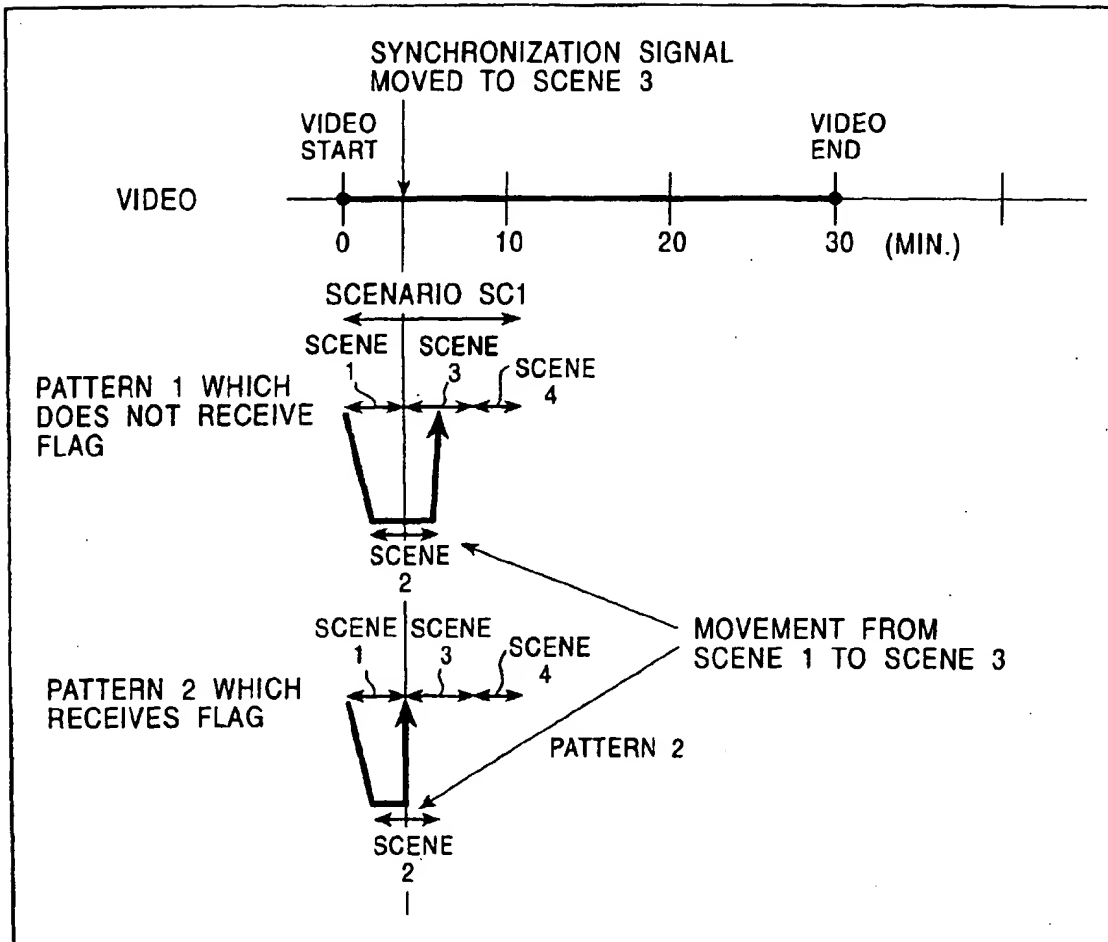 SYNCHRONIZATION SIGNAL
MOVED TO SCENE 3
VIDEO
START
VIDEO
END
VIDEO
0
10
20
30
(MIN.)
SCENARIO SC1
SCENE
1
SCENE
3
SCENE
4
PATTERN 1 WHICH
DOES NOT RECEIVE
FLAG
SCENE
2
SCENE
1
SCENE
3
SCENE
4
MOVEMENT FROM
SCENE 1 TO SCENE 3
PATTERN 2 WHICH
RECEIVES FLAG
PATTERN 2
SCENE
2